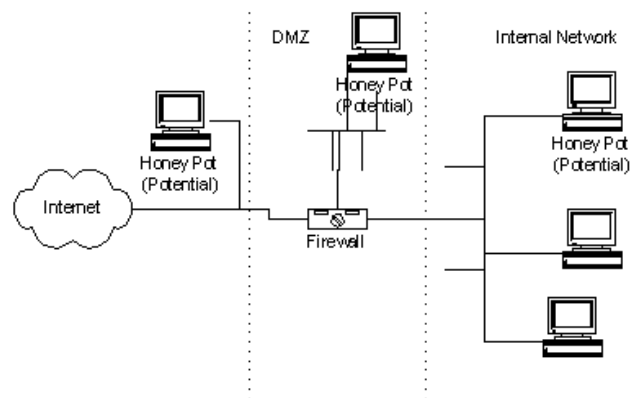 DMZ
Internal Network
Honey Pot
(Potential)
Honey Pot
(Potential)
Honey Pot
(Potential)
Internet
Firewall